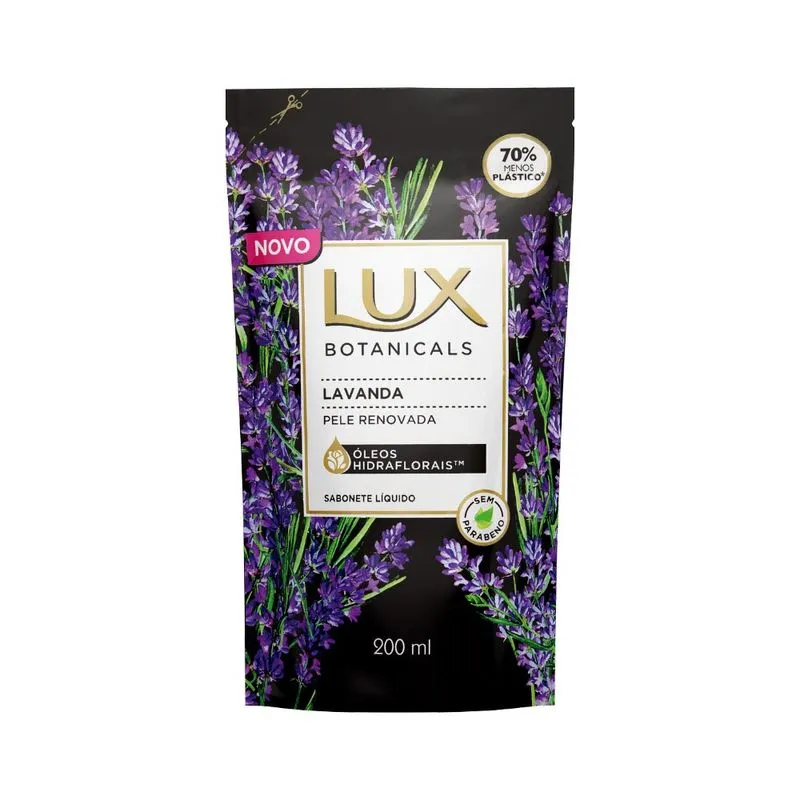 70%
MENOS
PLÁSTICO*
NOVO
LUX
BOTANICALS
LAVANDA
PELE RENOVADA
ÓLEOS
HIDRAFLORAIS™
SABONETE LÍQUIDO
SEM
PARABENO
200 ml